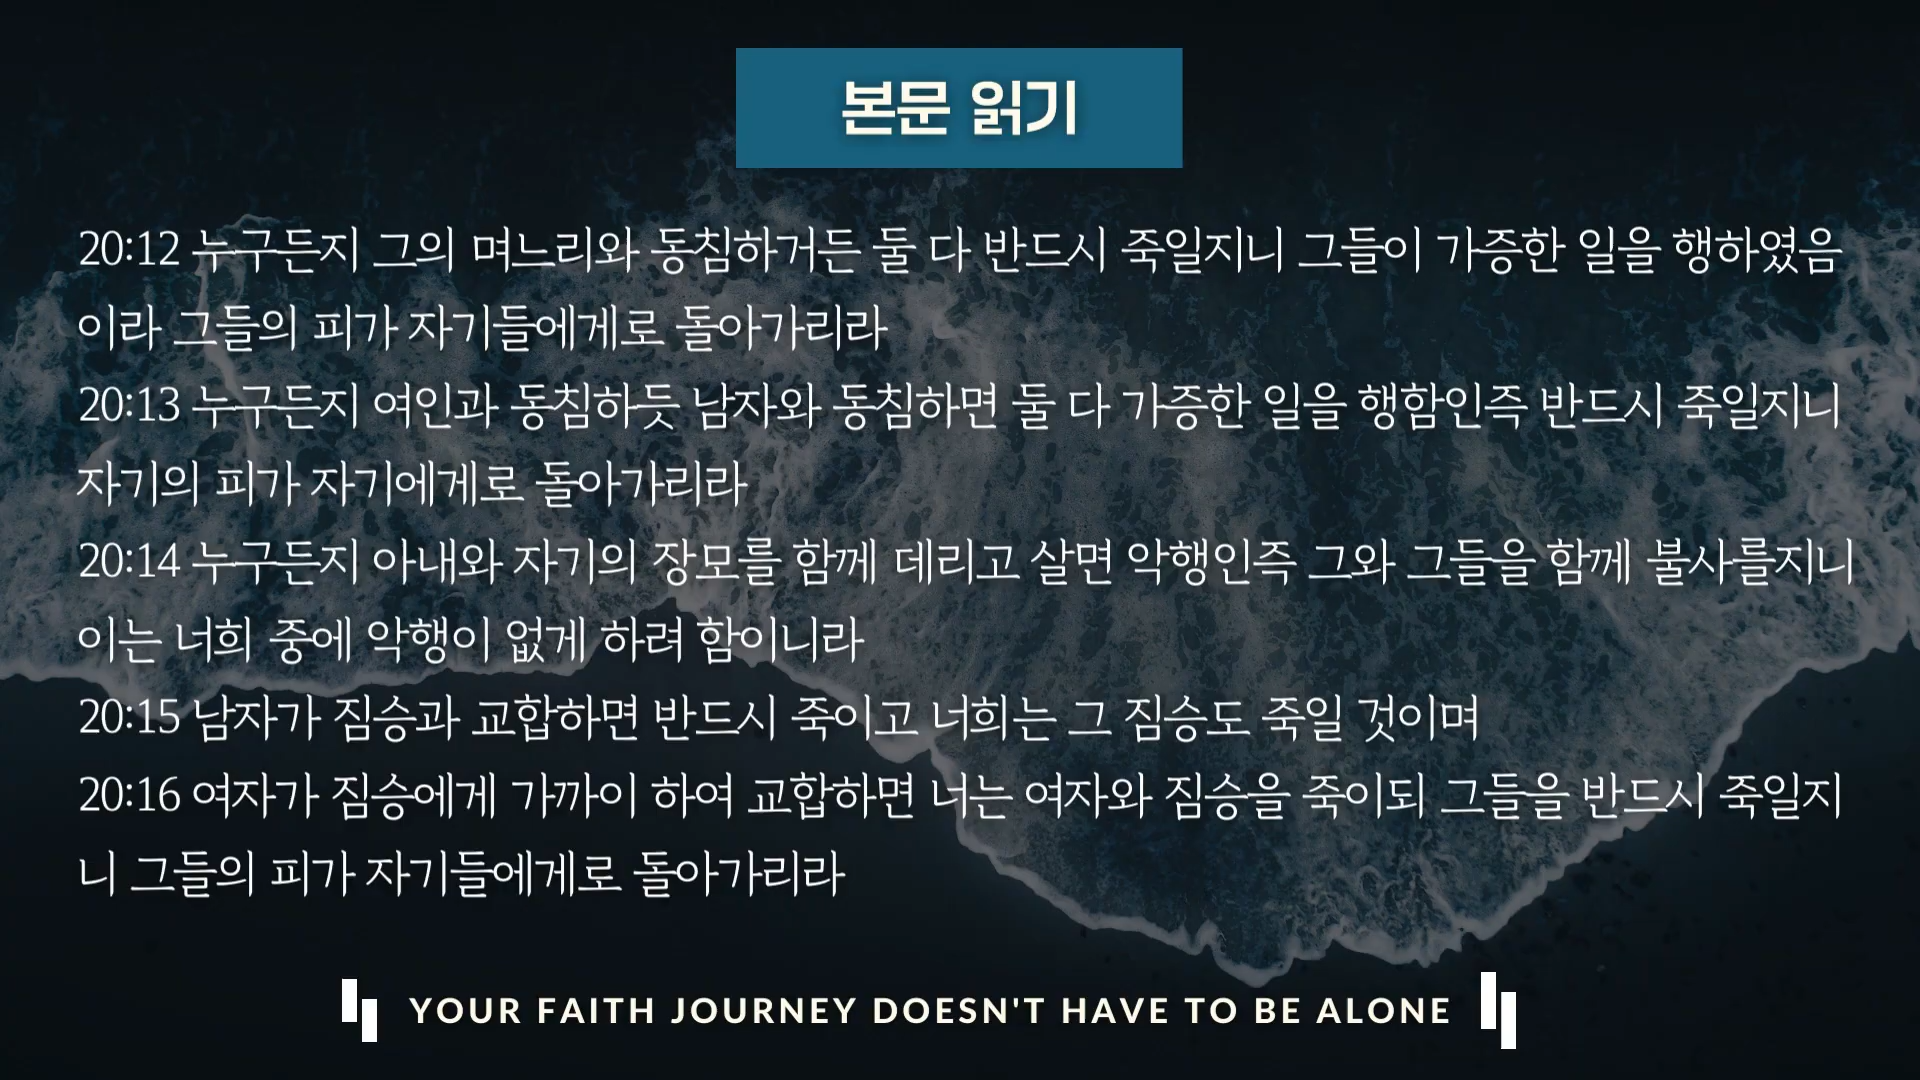 본문 읽기
20:12 누구든지 그의 며느리와 동침하거든 둘 다 반드시 죽일지니 그들이 가증한 일을 행하였음
이라 그들의 피가 자기들에게로 돌아가리라
20:13 누구든지 여인과 동침하듯 남자와 동침하면 둘 다 가증한 일을 행함인즉 반드시 죽일지니
자기의 피가 자기에게로 돌아가리라
20:14 누구든지 아내와 자기의 장모를 함께 데리고 살면 악행인즉 그와 그들을 함께 불사를지니
이는 너희 중에 악행이 없게 하려 함이니라
20:15 남자가 짐승과 교합하면 반드시 죽이고 너희는 그 짐승도 죽일 것이며
20:16 여자가 짐승에게 가까이 하여 교합하면 너는 여자와 짐승을 죽이되 그들을 반드시 죽일지
니 그들의 피가 자기들에게로 돌아가리라
YOUR FAITH JOURNEY DOESN'T HAVE TO BE ALONE